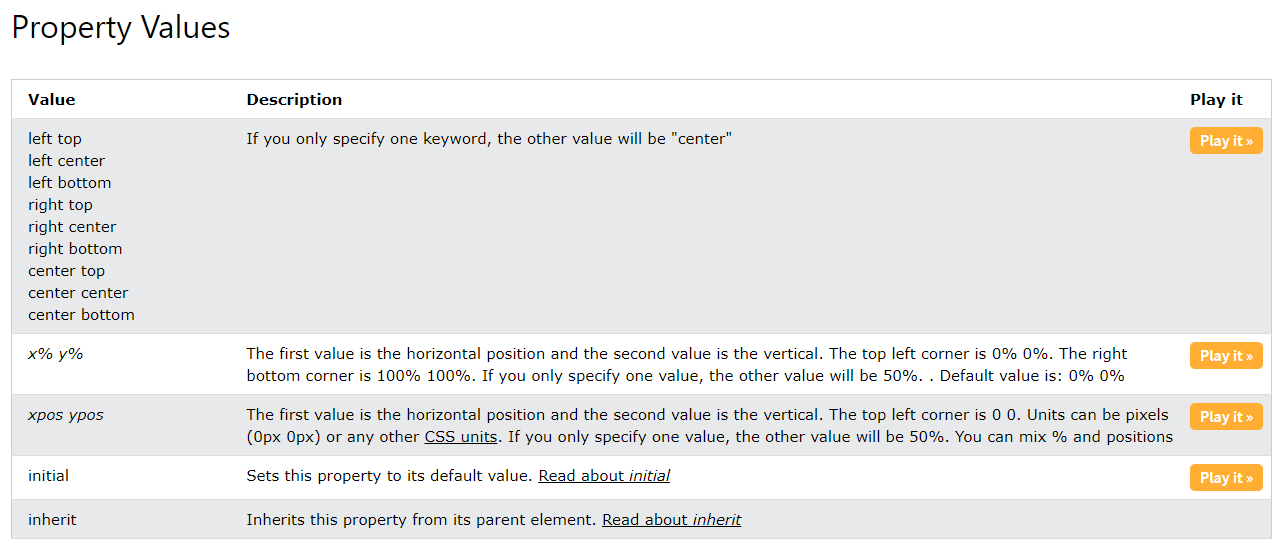 Property Values
Value Description Play it
left top If you only specify one keyword, the other value will be "center" Play it »
left center
left bottom
right top
right center
right bottom
center top
center center
center bottom
x% y% The first value is the horizontal position and the second value is the vertical. The top left corner is 0% 0%. The right Play it »
bottom corner is 100% 100%. If you only specify one value, the other value will be 50%. . Default value is: 0% 0%
xpos ypos The first value is the horizontal position and the second value is the vertical. The top left corner is 0 0. Units can be pixels Play it »
(0px 0px) or any other CSS units. If you only specify one value, the other value will be 50%. You can mix % and positions
initial Sets this property to its default value. Read about initial Play it »
inherit Inherits this property from its parent element. Read about inherit